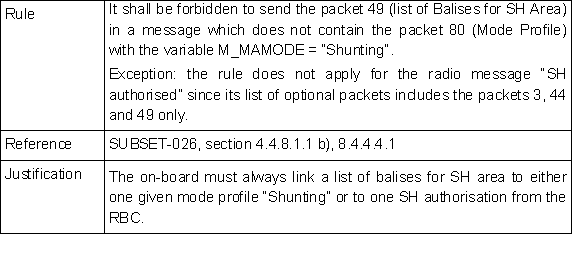 Rule
It shall be forbidden to send the packet 49 (list of Balises for SH Area)
in a message which does not contain the packet 80 (Mode Profile)
with the variable M_MAMODE = "Shunting".
Exception: the rule does not apply for the radio message "SH
authorised" since its list of optional packets includes the packets 3, 44
and 49 only.
Reference
SUBSET-026, section 4.4.8.1.1 b), 8.4.4.4.1
Justification
The on-board must always link a list of balises for SH area to either
one given mode profile "Shunting" or to one SH authorisation from the
RBC.